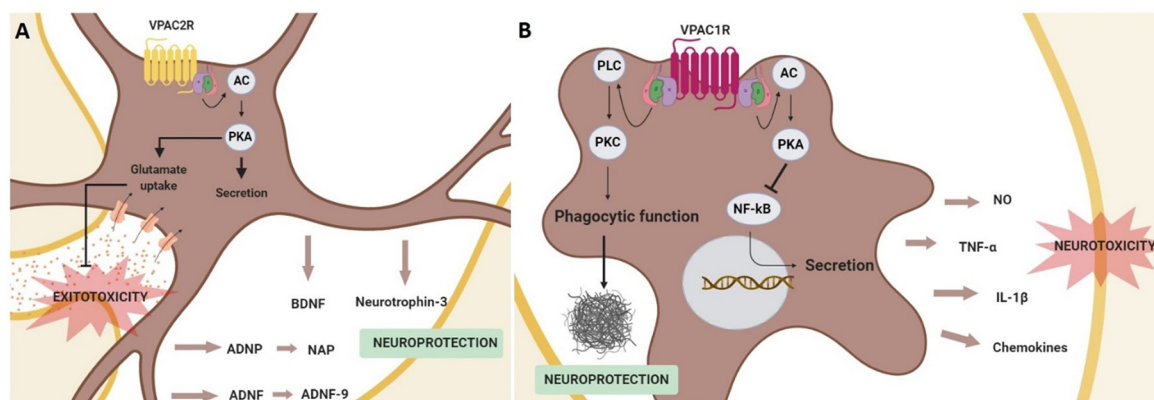 A
VPAC2R
AC
PKA
Glutamate
uptake
Secretion
EXITOTOXICITY
BDNF
Neurotrophin-3
NEUROPROTECTION
ADNP
NAP
ADNF
ADNF-9
B
VPAC1R
PLC
AC
PKC
PKA
NF-kB
Phagocytic function
Secretion
NEUROPROTECTION
NO
TNF-α
IL-1β
Chemokines
NEUROTOXICITY